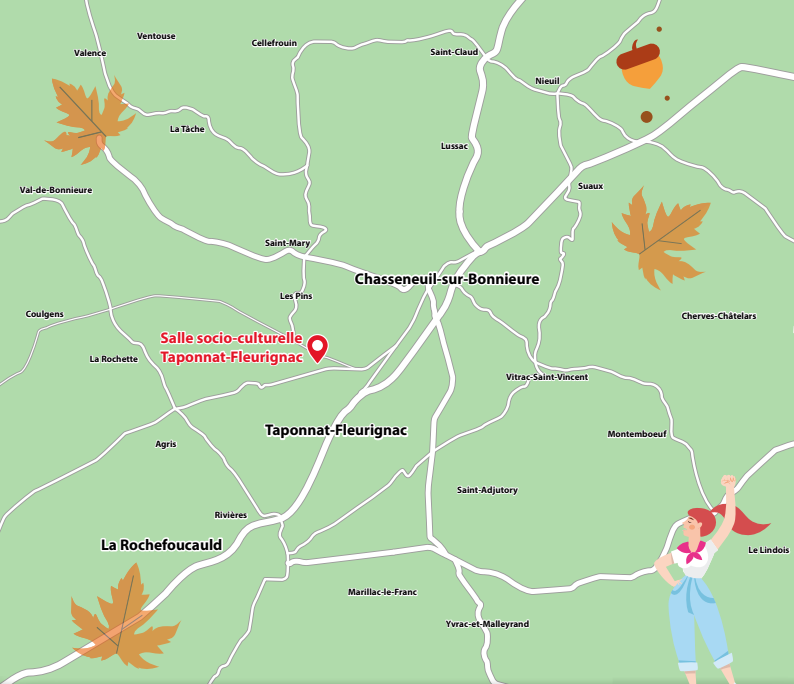 Ventouse
Cellefrouin
Saint-Claud
Valence
Nieuil
La Tâche
Lussac
Val-de-Bonnieure
Suaux
Saint-Mary
Chasseneuil-sur-Bonnieure
Les Pins
Coulgens
Cherves-Châtelars
Salle socio-culturelle
Taponnat-Fleurignac
La Rochette
Vitrac-Saint-Vincent
Taponnat-Fleurignac
Montemboeuf
Agris
Saint-Adjutory
Rivières
La Rochefoucauld
Le Lindois
Marillac-le-Franc
Yvrac-et-Malleyrand